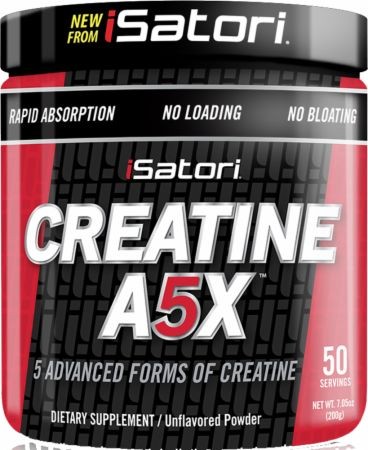 NEW FROM iSatori.
RAPID ABSORPTION NO LOADING NO BLOATING
iSatori.
CREATINE
A5X™
5 ADVANCED FORMS OF CREATINE
50
SERVINGS
DIETARY SUPPLEMENT / Unflavored Powder
NET WT. 7.05oz
(200g)